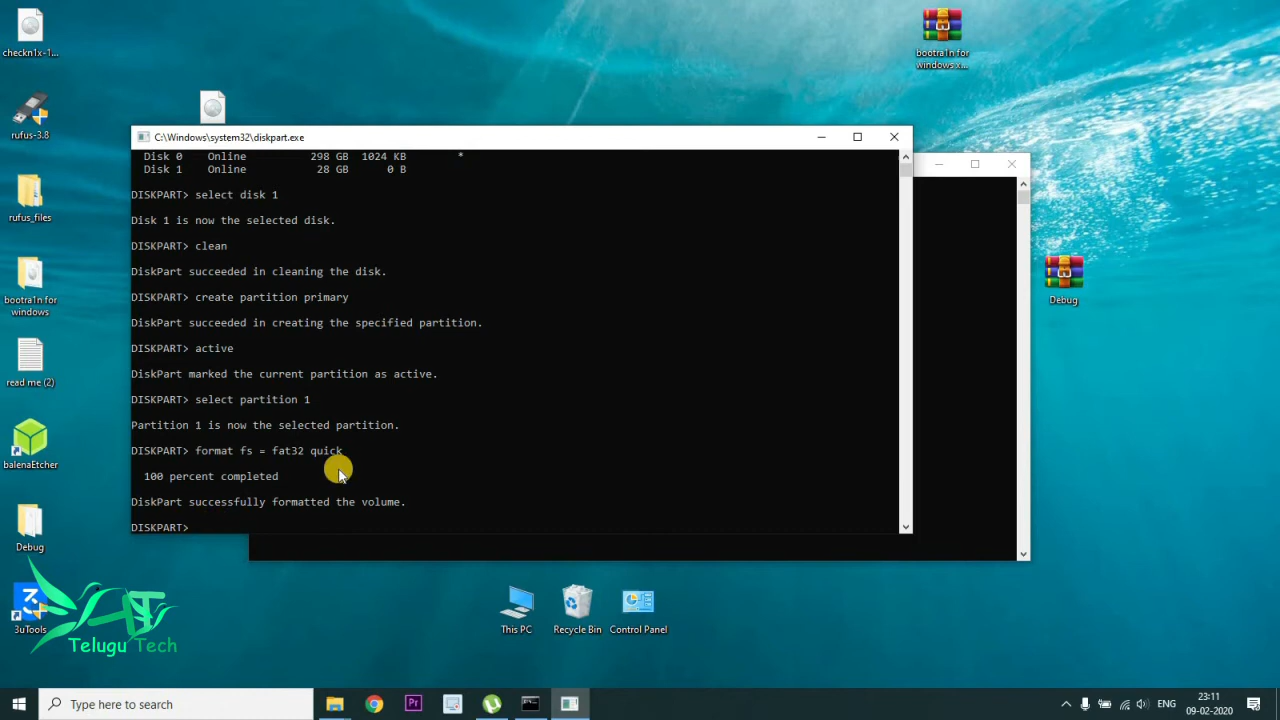 checkn1x-1...
bootra1n for
windows x...
rufus-3.8
C:\Windows\system32\diskpart.exe
Disk 0    Online    298 GB  1024 KB    *
Disk 1    Online    28 GB    0 B
DISKPART> select disk 1
Disk 1 is now the selected disk.
DISKPART> clean
DiskPart succeeded in cleaning the disk.
DISKPART> create partition primary
DiskPart succeeded in creating the specified partition.
DISKPART> active
DiskPart marked the current partition as active.
DISKPART> select partition 1
Partition 1 is now the selected partition.
DISKPART> format fs = fat32 quick
100 percent completed
DiskPart successfully formatted the volume.
DISKPART>
rufus_files
bootra1n for
windows
Debug
read me (2)
balenaEtcher
Debug
3uTools
Telugu Tech
This PC
Recycle Bin
Control Panel
Type here to search
Pr
ENG
23:11
09-02-2020